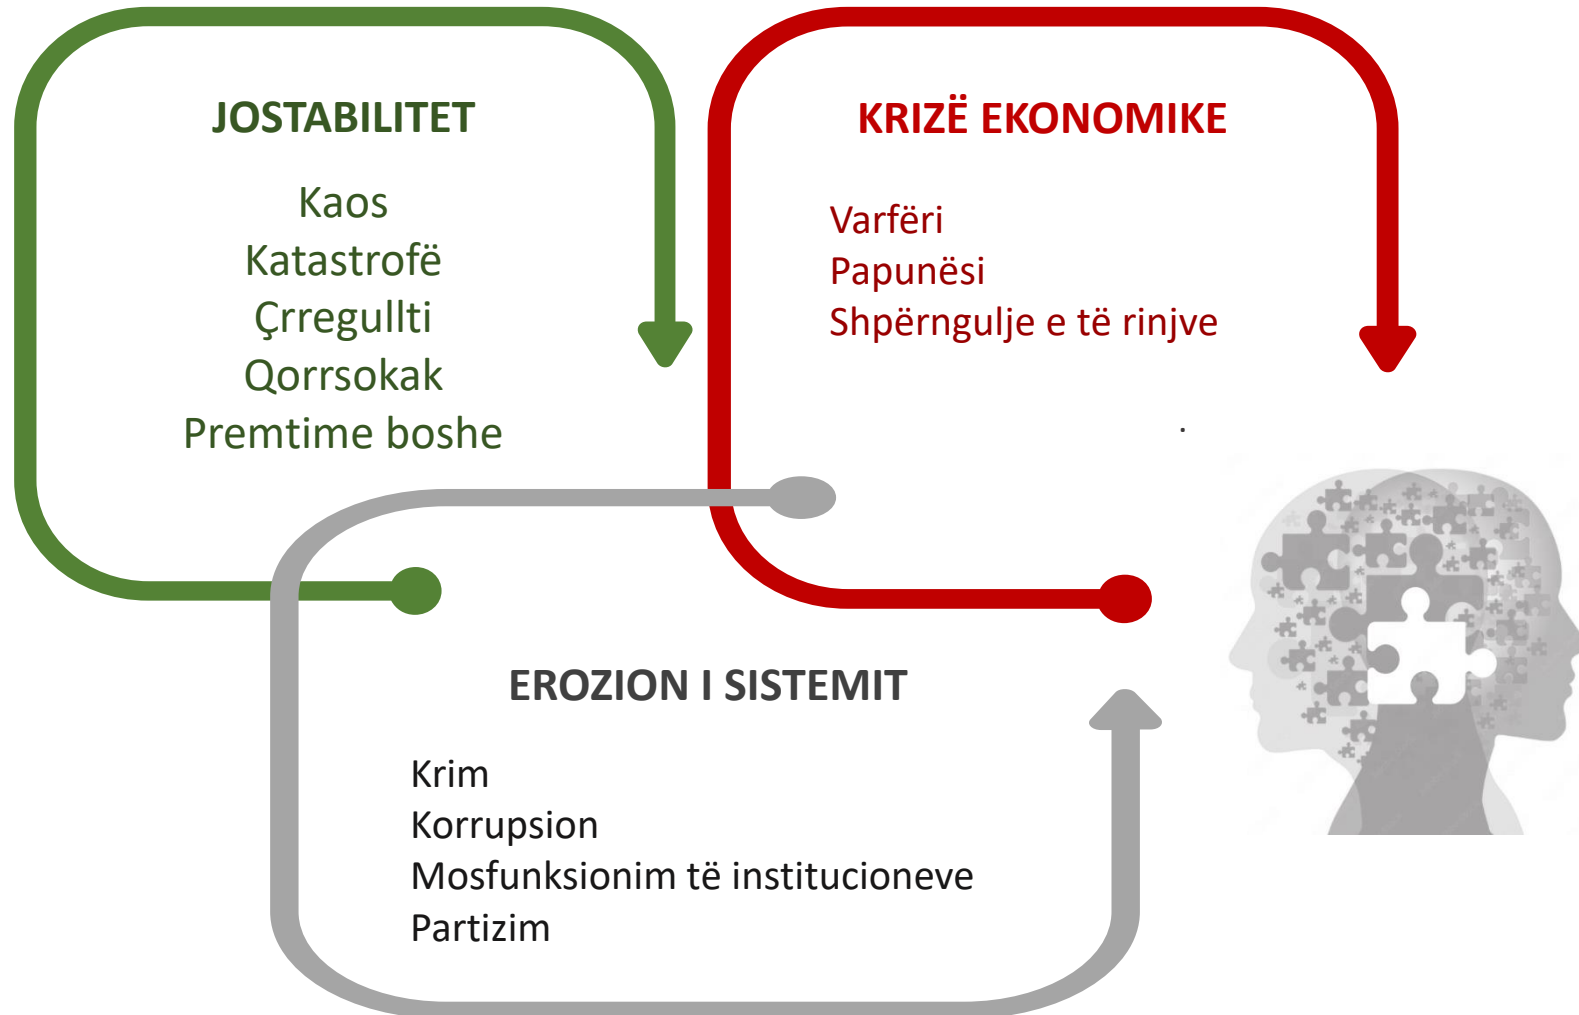 JOSTABILITET
Kaos
Katastrofë
Çrregullti
Qorrsokak
Premtime boshe
KRIZË EKONOMIKE
Varfëri
Papunësi
Shpërngulje e të rinjve
.
EROZION I SISTEMIT
Krim
Korrupsion
Mosfunksionim të institucioneve
Partizim